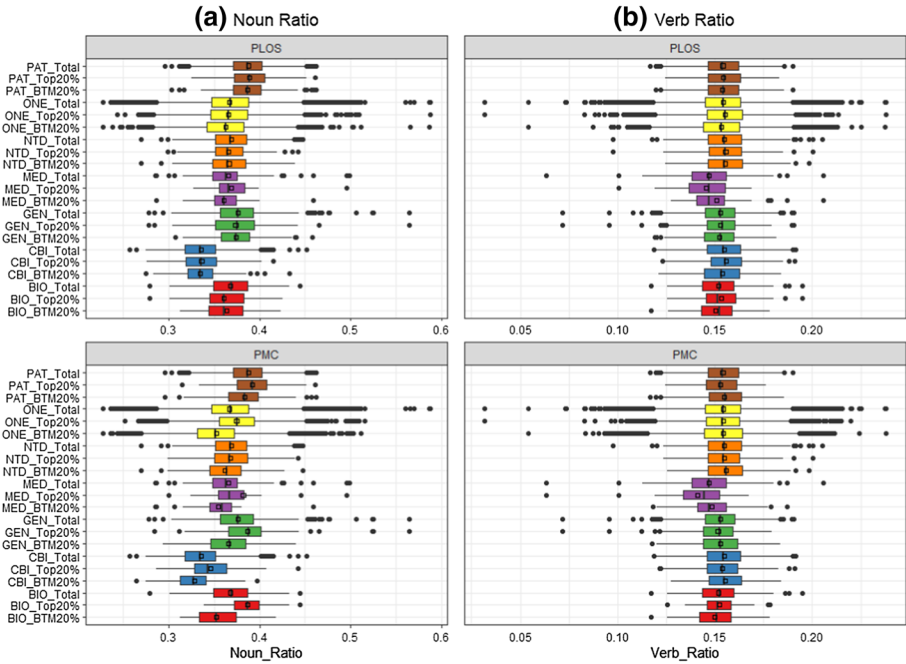 (a) Noun Ratio
(b) Verb Ratio
PLOS
PLOS
PAT_Total
PAT_Top20%
PAT_BTM20%
ONE_Total
ONE_Top20%
ONE_BTM20%
NTD_Total
NTD_Top20%
NTD_BTM20%
MED_Total
MED_Top20%
MED_BTM20%
GEN_Total
GEN_Top20%
GEN_BTM20%
CBI_Total
CBI_Top20%
CBI_BTM20%
BIO_Total
BIO_Top20%
BIO_BTM20%
0.3 0.4 0.5 0.6
0.05 0.10 0.15 0.20
PMC
PMC
PAT_Total
PAT_Top20%
PAT_BTM20%
ONE_Total
ONE_Top20%
ONE_BTM20%
NTD_Total
NTD_Top20%
NTD_BTM20%
MED_Total
MED_Top20%
MED_BTM20%
GEN_Total
GEN_Top20%
GEN_BTM20%
CBI_Total
CBI_Top20%
CBI_BTM20%
BIO_Total
BIO_Top20%
BIO_BTM20%
0.3 0.4 0.5 0.6
0.05 0.10 0.15 0.20
Noun_Ratio
Verb_Ratio